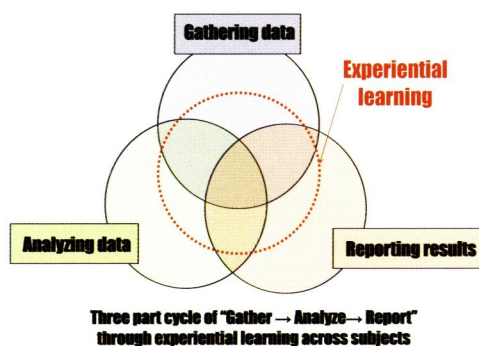 Gathering data
Experiential
learning
Analyzing data
Reporting results
Three part cycle of "Gather → Analyze→ Report"
through experiential learning across subjects